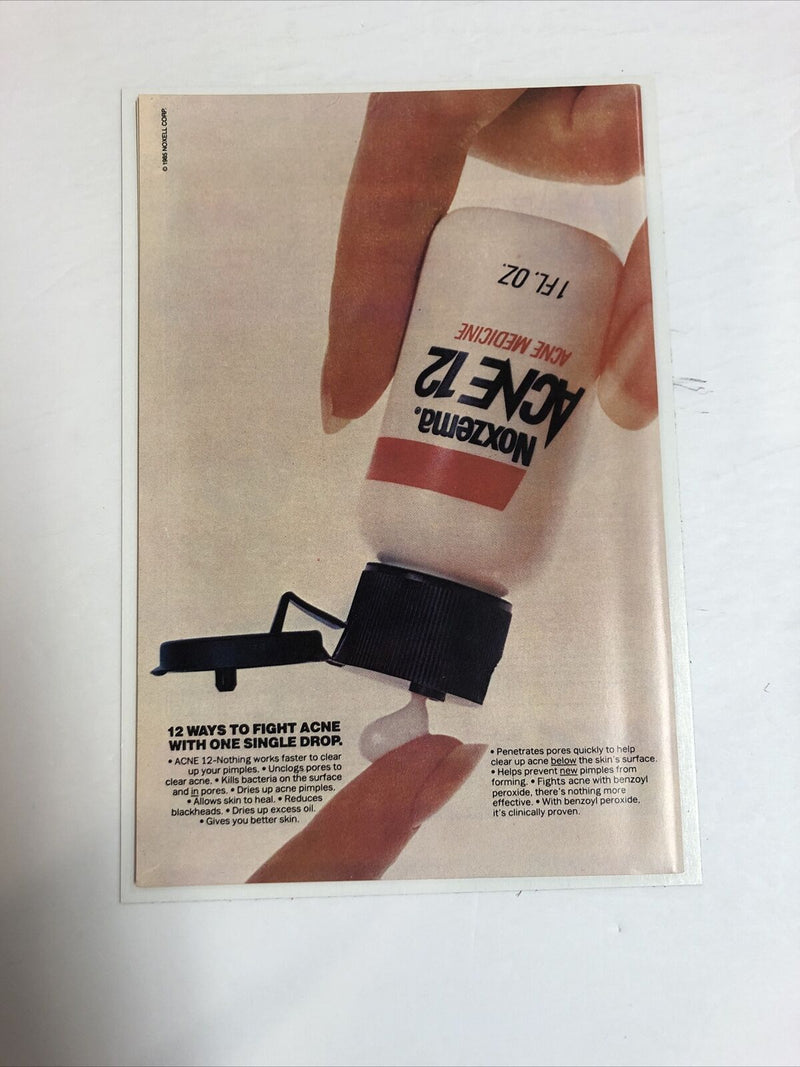 © 1985 NOXELL CORP.
1 FL. OZ.
ACNE MEDICINE
ACNE 12
Noxzema®
12 WAYS TO FIGHT ACNE
WITH ONE SINGLE DROP.
• ACNE 12–Nothing works faster to clear
up your pimples. • Unclogs pores to
clear acne. • Kills bacteria on the surface
and in pores. • Dries up acne pimples.
• Allows skin to heal. • Reduces
blackheads. • Dries up excess oil.
• Gives you better skin.
• Penetrates pores quickly to help
clear up acne below the skin's surface.
• Helps prevent new pimples from
forming. • Fights acne with benzoyl
peroxide, there's nothing more
effective. • With benzoyl peroxide,
it's clinically proven.